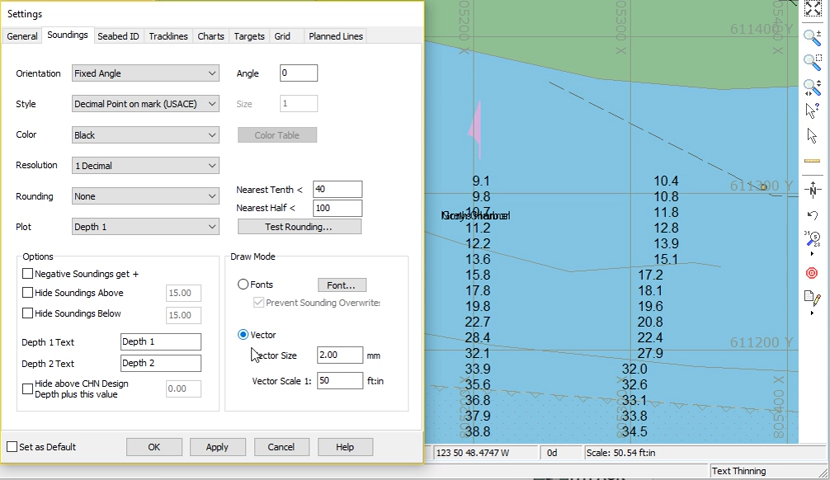 Settings
General Soundings Seabed ID Tracklines Charts Targets Grid Planned Lines
Orientation Fixed Angle Angle 0
Style Decimal Point on mark (USACE) Size 1
Color Black Color Table
Resolution 1 Decimal
Rounding None Nearest Tenth < 40
Nearest Half < 100
Plot Depth 1 Test Rounding...
Options
Negative Soundings get +
Hide Soundings Above 15.00
Hide Soundings Below 15.00
Depth 1 Text Depth 1
Depth 2 Text Depth 2
Hide above CHN Design
Depth plus this value 0.00
Draw Mode
Fonts Font...
Prevent Sounding Overwrite:
Vector
Vector Size 2.00 mm
Vector Scale 1: 50 ft:in
Set as Default OK Apply Cancel Help
805200 X
805300 X
805400 X
611400 Y
611300 Y
611200 Y
9.1 10.4
9.8 10.8
11.8
11.2 12.8
12.2 13.9
13.6 15.1
15.8 17.2
17.8 18.1
19.8 19.6
22.7 20.8
28.4 22.4
32.1 27.9
33.9 32.0
35.6 32.6
36.8 33.1
37.9 33.8
38.8 34.5
805400 X
123 50 48.4747 W 0d Scale: 50.54 ft:in
Text Thinning